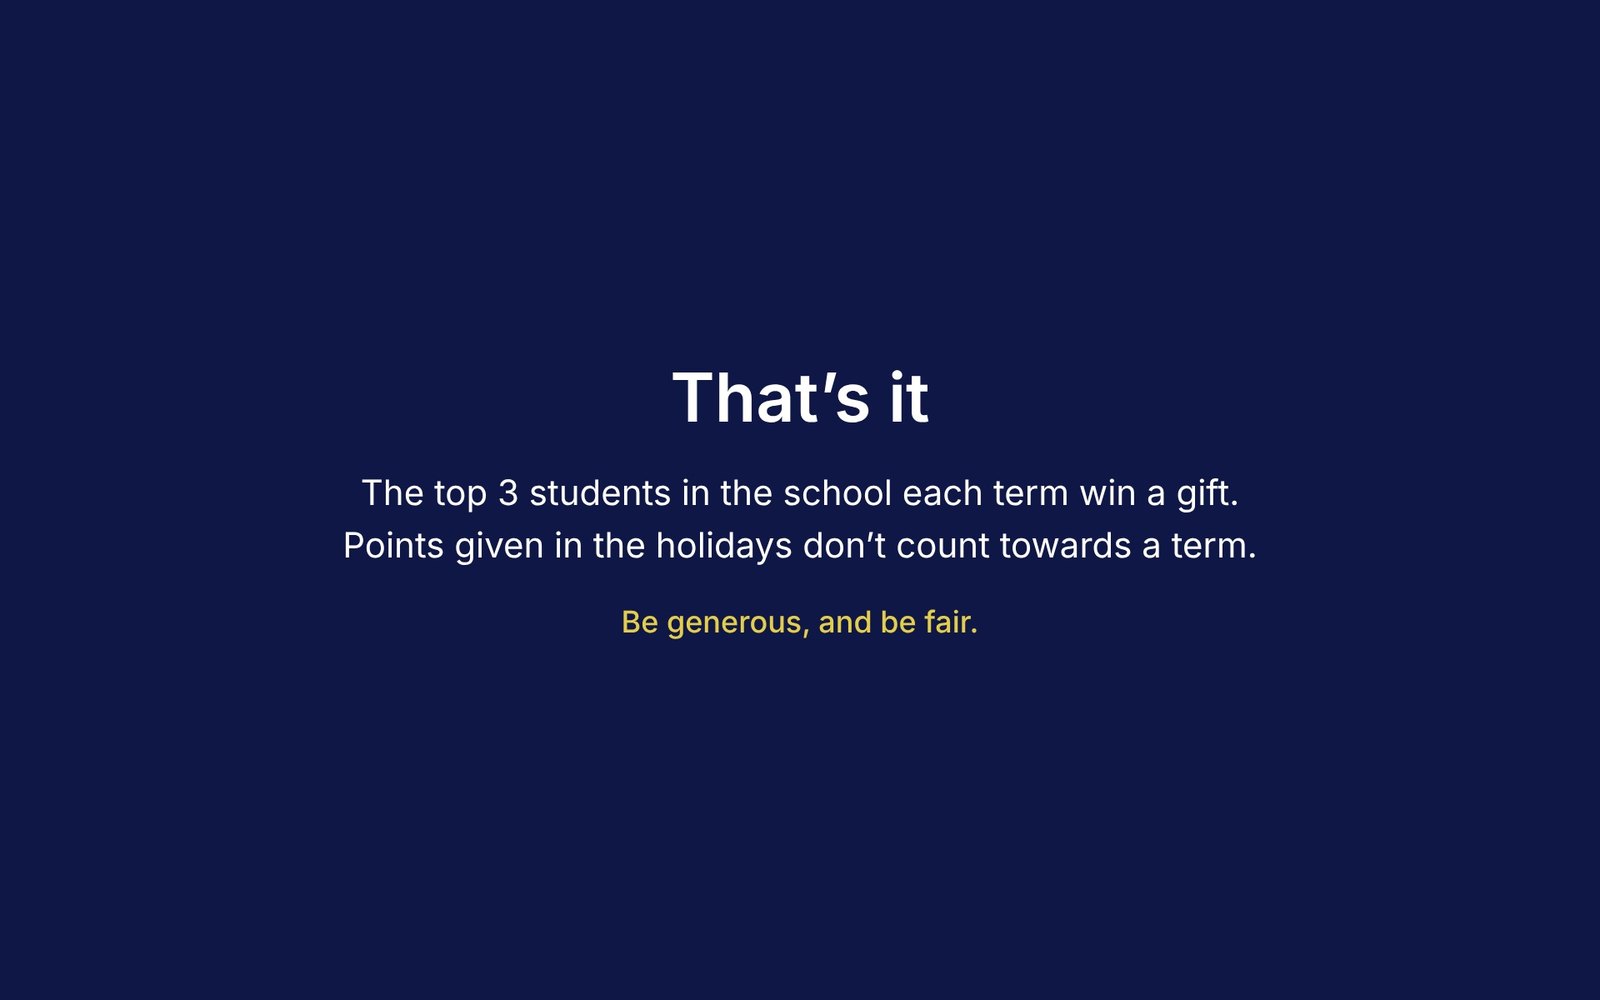 That’s it
The top 3 students in the school each term win a gift.
Points given in the holidays don’t count towards a term.
Be generous, and be fair.